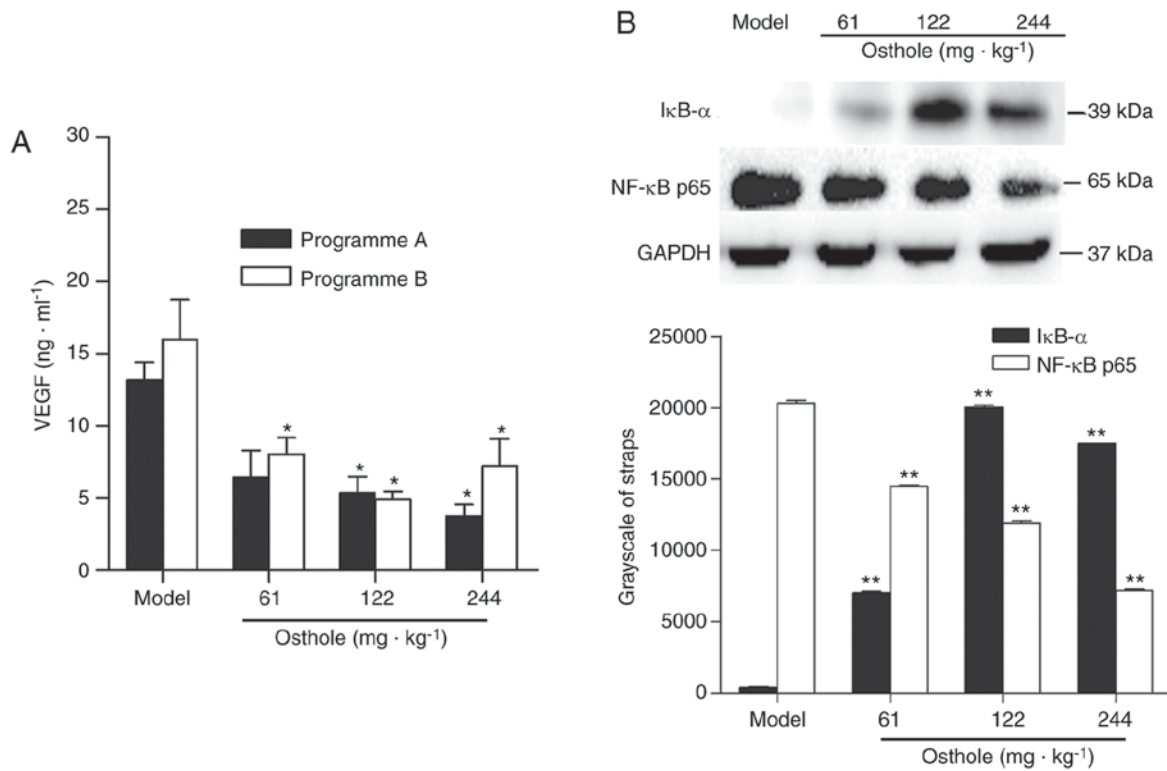 A
VEGF (ng · ml-1)
30
25
20
15
10
5
0
Programme A
Programme B
*
*
*
*
*
Model
61
122
244
Osthole (mg · kg-1)
B
Model 61 122 244
Osthole (mg · kg-1)
IκB-α 39 kDa
NF-κB p65 65 kDa
GAPDH 37 kDa
Grayscale of straps
25000
20000
15000
10000
5000
0
IκB-α
NF-κB p65
**
**
**
**
**
**
Model
61
122
244
Osthole (mg · kg-1)